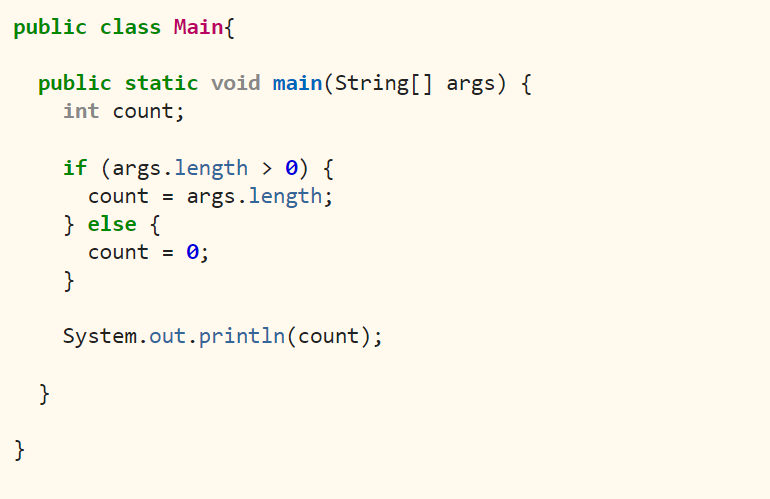 public class Main{
  public static void main(String[] args) {
    int count;
    if (args.length > 0) {
      count = args.length;
    } else {
      count = 0;
    }
    System.out.println(count);
  }
}